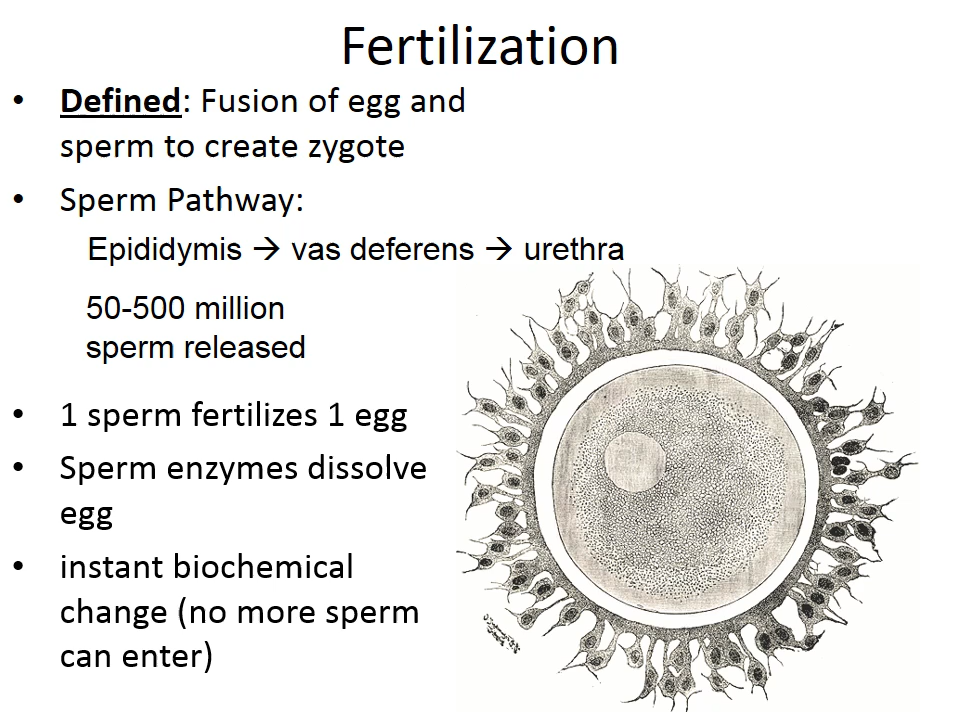 Fertilization
• Defined: Fusion of egg and
sperm to create zygote
• Sperm Pathway:
Epididymis → vas deferens → urethra
50-500 million
sperm released
• 1 sperm fertilizes 1 egg
• Sperm enzymes dissolve
egg
• instant biochemical
change (no more sperm
can enter)